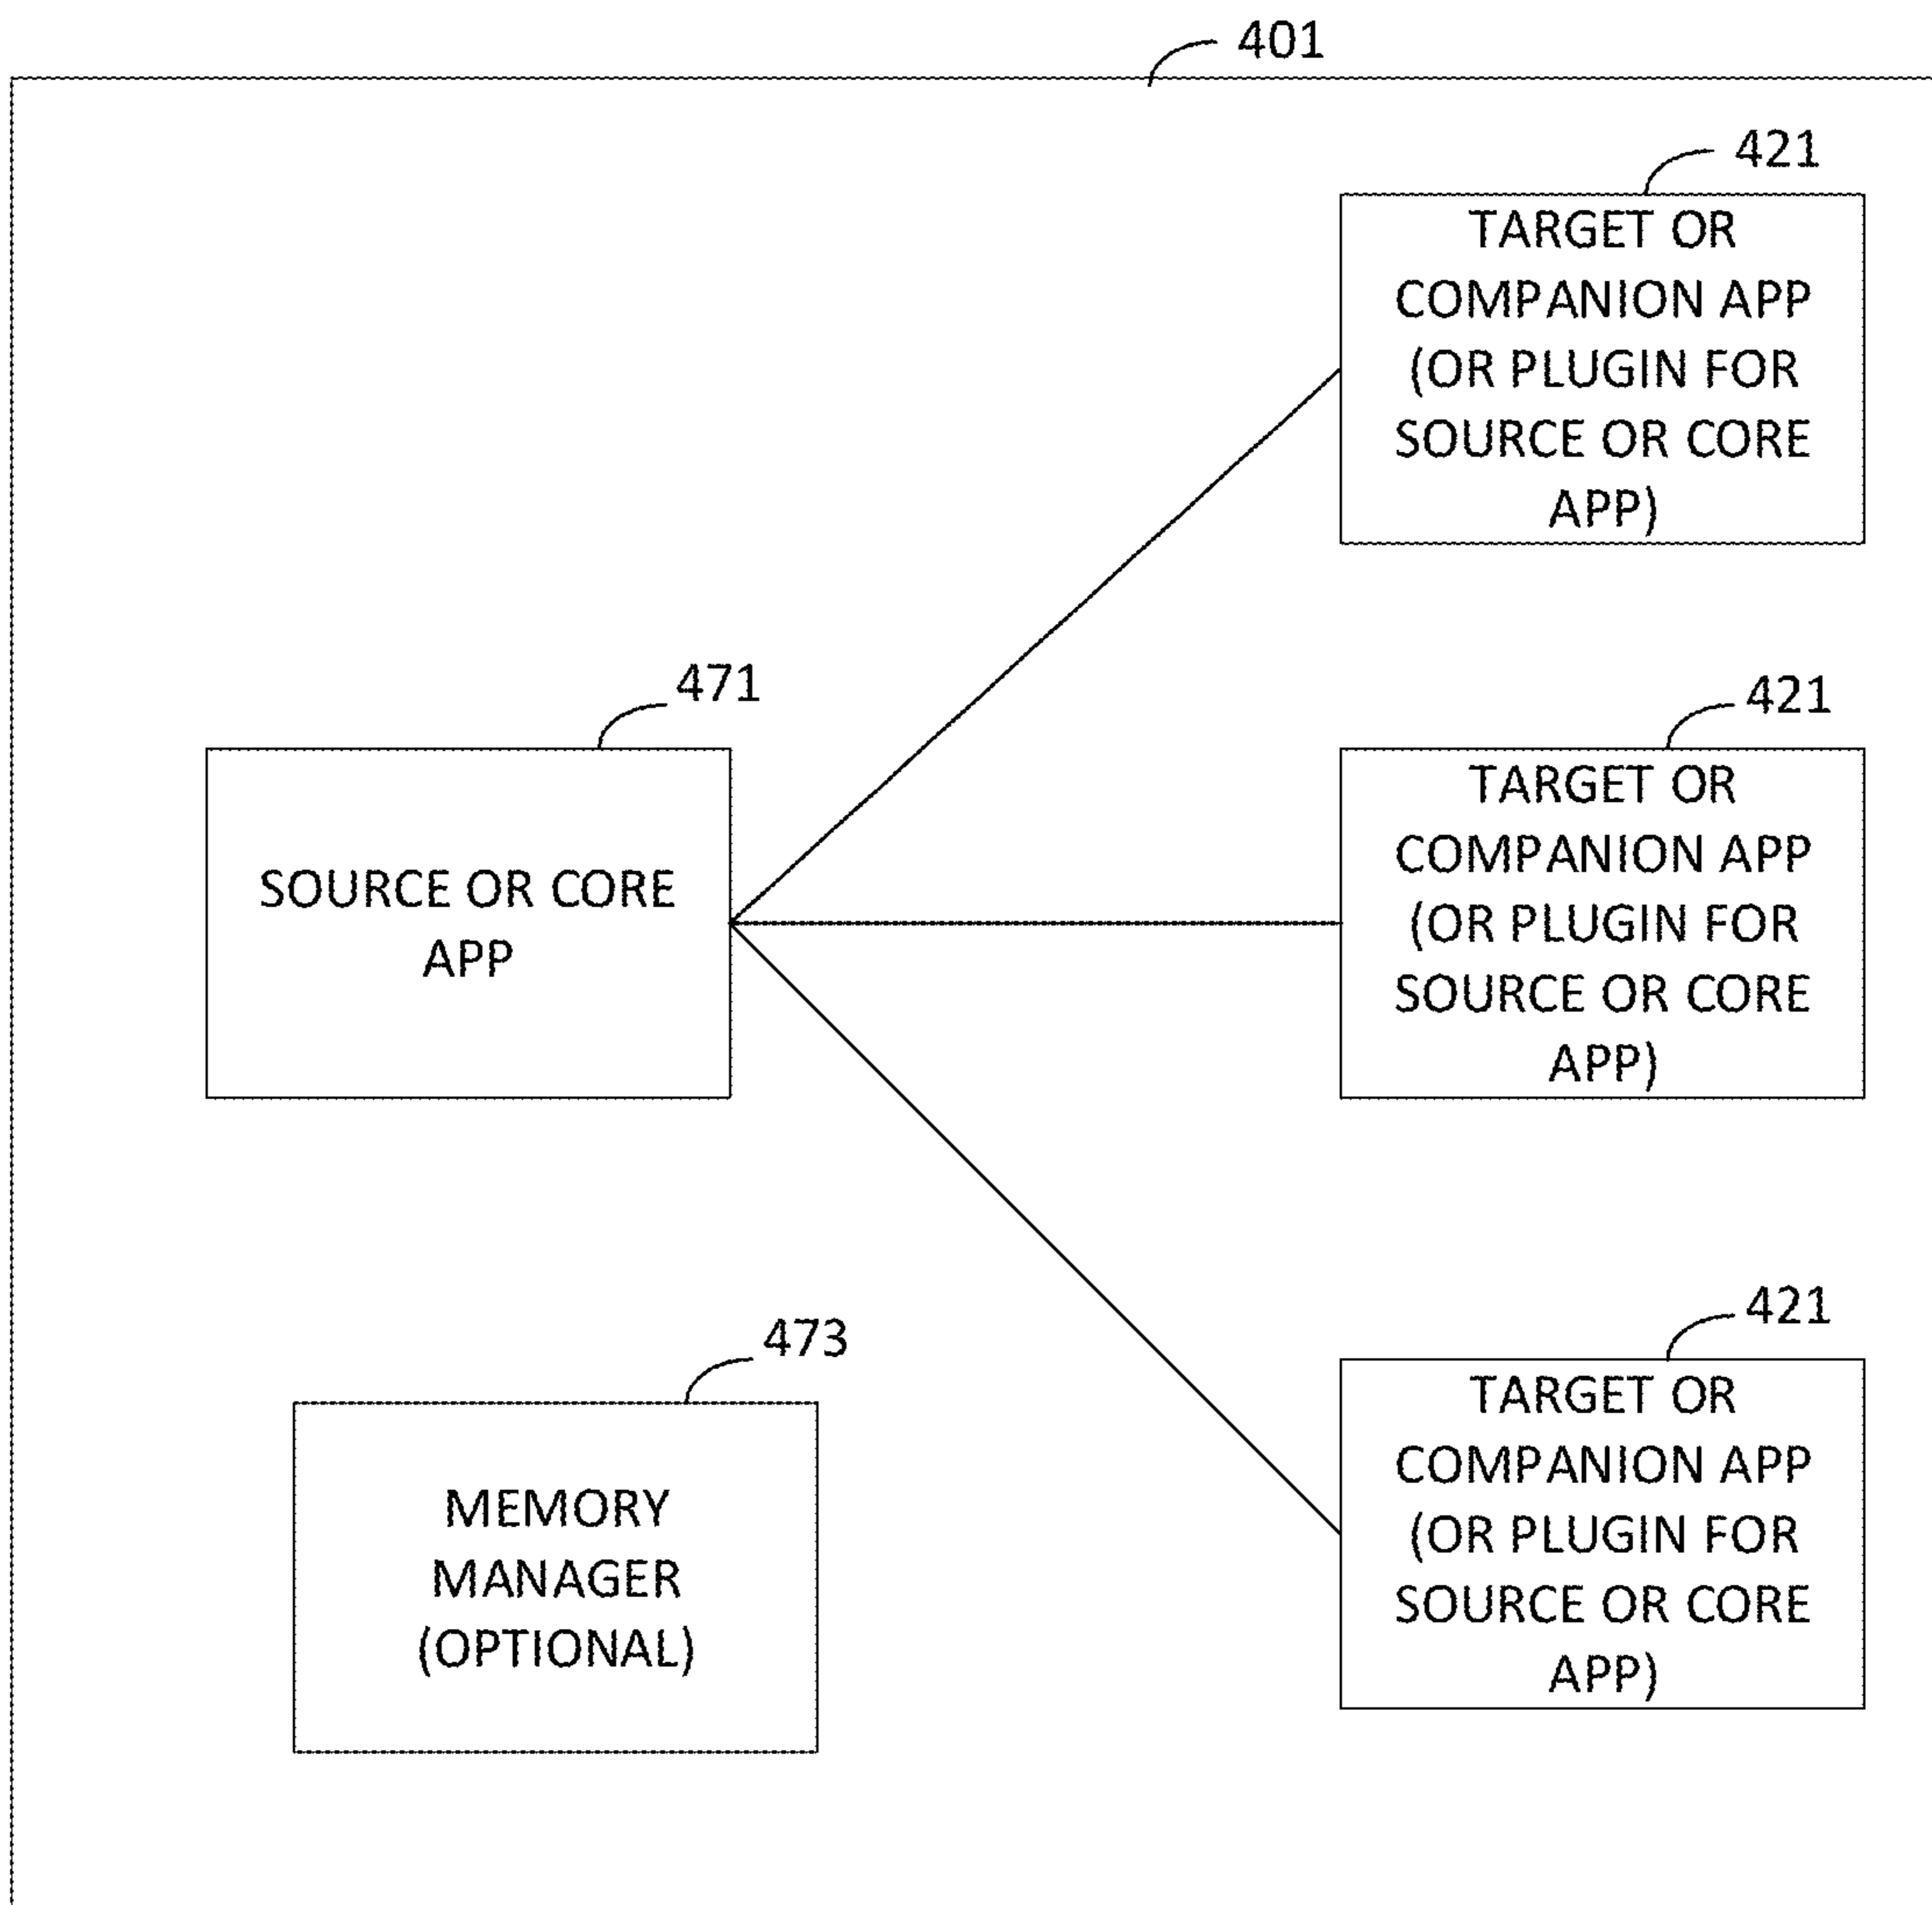 401
421
TARGET OR
COMPANION APP
(OR PLUGIN FOR
SOURCE OR CORE
APP)
471
SOURCE OR CORE
APP
421
TARGET OR
COMPANION APP
(OR PLUGIN FOR
SOURCE OR CORE
APP)
473
MEMORY
MANAGER
(OPTIONAL)
421
TARGET OR
COMPANION APP
(OR PLUGIN FOR
SOURCE OR CORE
APP)